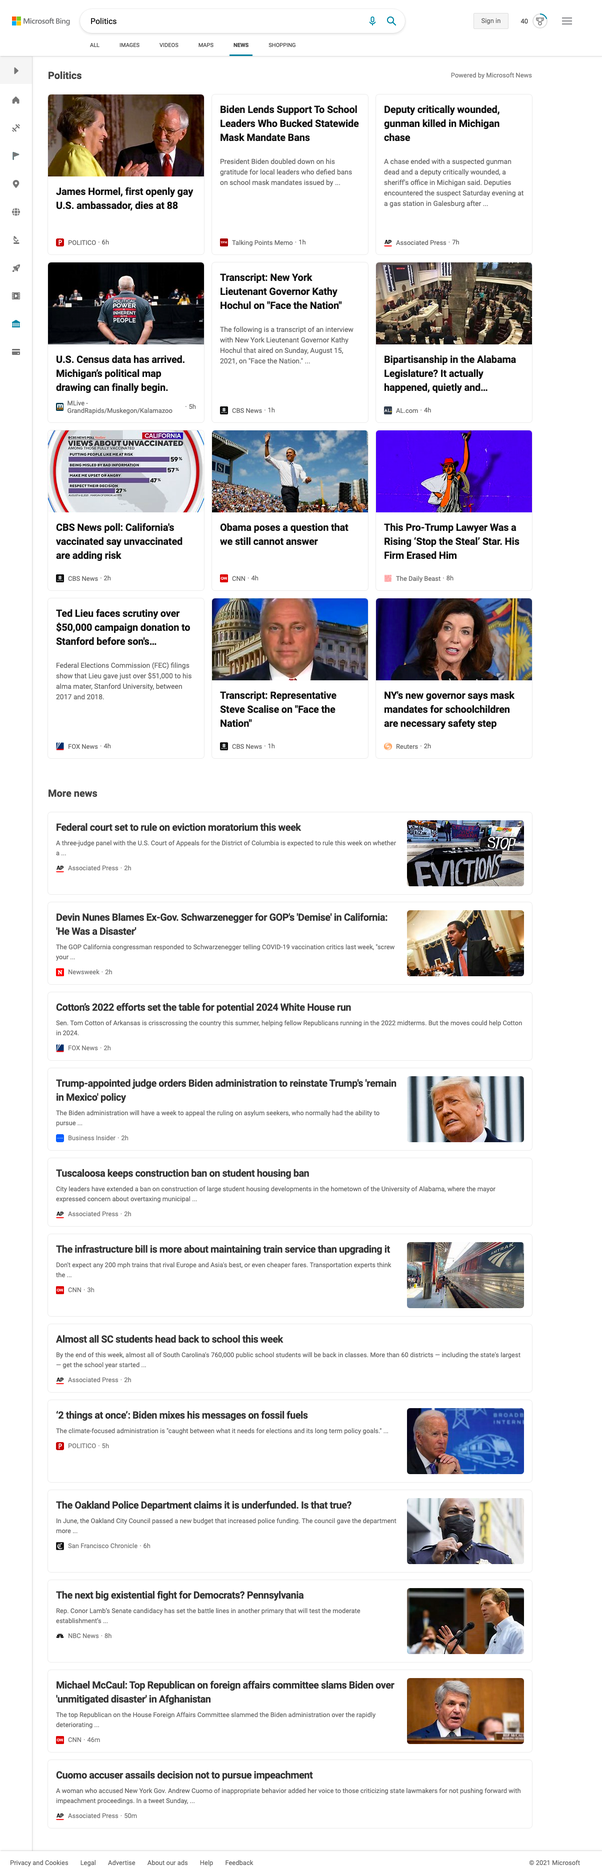 Microsoft Bing
Politics
Sign in
40
ALL IMAGES VIDEOS MAPS NEWS SHOPPING
Politics
Powered by Microsoft News
James Hormel, first openly gay
U.S. ambassador, dies at 88
POLITICO · 6h
Biden Lends Support To School
Leaders Who Bucked Statewide
Mask Mandate Bans
President Biden doubled down on his
gratitude for local leaders who defied bans
on school mask mandates issued by ...
Talking Points Memo · 1h
Deputy critically wounded,
gunman killed in Michigan
chase
A chase ended with a suspected gunman
dead and a deputy critically wounded, a
sheriff's office in Michigan said. Deputies
encountered the suspect Saturday evening at
a gas station in Galesburg after ...
AP Associated Press · 7h
POWER
INHERENT
PEOPLE
U.S. Census data has arrived.
Michigan's political map
drawing can finally begin.
MLive -
GrandRapids/Muskegon/Kalamazoo · 5h
Transcript: New York
Lieutenant Governor Kathy
Hochul on "Face the Nation"
The following is a transcript of an interview
with New York Lieutenant Governor Kathy
Hochul that aired on Sunday, August 15,
2021, on "Face the Nation." ...
CBS News · 1h
Bipartisanship in the Alabama
Legislature? It actually
happened, quietly and...
AL.com · 4h
CALIFORNIA
VIEWS ABOUT UNVACCINATED
AMONG THOSE FULLY VACCINATED
PUTTING PEOPLE LIKE ME AT RISK
59%
BEING MISLED BY BAD INFORMATION
57%
MAKE ME UPSET OR ANGRY
47%
RESPECT THEIR DECISION
27%
CBS News poll: California's
vaccinated say unvaccinated
are adding risk
CBS News · 2h
Obama poses a question that
we still cannot answer
CNN · 4h
This Pro-Trump Lawyer Was a
Rising 'Stop the Steal' Star. His
Firm Erased Him
The Daily Beast · 8h
Ted Lieu faces scrutiny over
$50,000 campaign donation to
Stanford before son's...
Federal Elections Commission (FEC) filings
show that Lieu gave just over $51,000 to his
alma mater, Stanford University, between
2017 and 2018.
FOX News · 4h
Transcript: Representative
Steve Scalise on "Face the
Nation"
CBS News · 1h
NY's new governor says mask
mandates for schoolchildren
are necessary safety step
Reuters · 2h
More news
Federal court set to rule on eviction moratorium this week
A three-judge panel with the U.S. Court of Appeals for the District of Columbia is expected to rule this week on whether
a ...
AP Associated Press · 2h
STOP
EVICTIONS
Devin Nunes Blames Ex-Gov. Schwarzenegger for GOP's 'Demise' in California:
'He Was a Disaster'
The GOP California congressman responded to Schwarzenegger telling COVID-19 vaccination critics last week, "screw
your ...
N Newsweek · 2h
Cotton's 2022 efforts set the table for potential 2024 White House run
Sen. Tom Cotton of Arkansas is crisscrossing the country this summer, helping fellow Republicans running in the 2022 midterms. But the moves could help Cotton
in 2024.
FOX News · 2h
Trump-appointed judge orders Biden administration to reinstate Trump's 'remain
in Mexico' policy
The Biden administration will have a week to appeal the ruling on asylum seekers, who normally had the ability to
pursue ...
Business Insider · 2h
Tuscaloosa keeps construction ban on student housing ban
City leaders have extended a ban on construction of large student housing developments in the hometown of the University of Alabama, where the mayor
expressed concern about overtaxing municipal ...
AP Associated Press · 2h
The infrastructure bill is more about maintaining train service than upgrading it
Don't expect any 200 mph trains that rival Europe and Asia's best, or even cheaper fares. Transportation experts think
the ...
CNN · 3h
AMTRAK
Almost all SC students head back to school this week
By the end of this week, almost all of South Carolina's 760,000 public school students will be back in classes. More than 60 districts — including the state's largest
— get the school year started ...
AP Associated Press · 2h
'2 things at once': Biden mixes his messages on fossil fuels
The climate-focused administration is "caught between what it needs for elections and its long term policy goals." ...
POLITICO · 5h
BROADB
INTERN
The Oakland Police Department claims it is underfunded. Is that true?
In June, the Oakland City Council passed a new budget that increased police funding. The council gave the department
more ...
San Francisco Chronicle · 6h
The next big existential fight for Democrats? Pennsylvania
Rep. Conor Lamb's Senate candidacy has set the battle lines in another primary that will test the moderate
establishment's ...
NBC News · 8h
Michael McCaul: Top Republican on foreign affairs committee slams Biden over
'unmitigated disaster' in Afghanistan
The top Republican on the House Foreign Affairs Committee slammed the Biden administration over the rapidly
deteriorating ...
CNN · 46m
Cuomo accuser assails decision not to pursue impeachment
A woman who accused New York Gov. Andrew Cuomo of inappropriate behavior added her voice to those criticizing state lawmakers for not pushing forward with
impeachment proceedings. In a tweet Sunday, ...
AP Associated Press · 50m
Privacy and Cookies Legal Advertise About our ads Help Feedback
© 2021 Microsoft